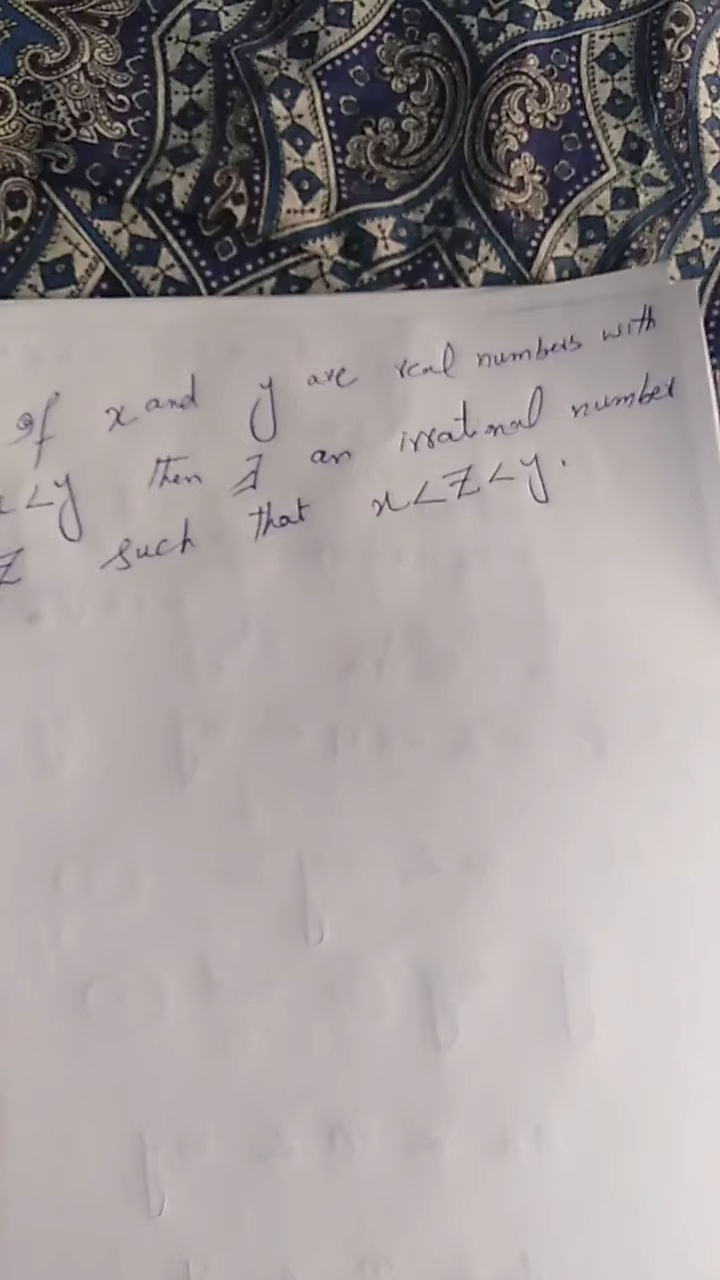 If x and y are real numbers with
x<y then ∃ an irrational number
z such that x<z<y.